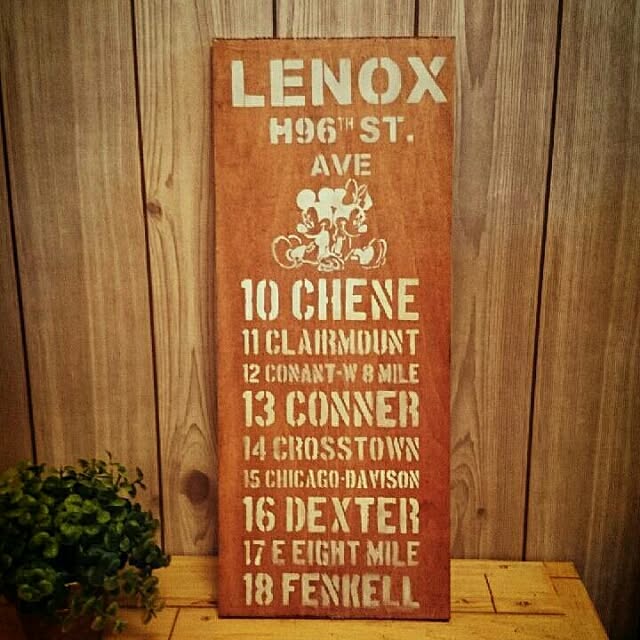 LENOX
H96TH ST.
AVE
10 CHENE
11 CLAIRMOUNT
12 CONANT-W 8 MILE
13 CONNER
14 CROSSTOWN
15 CHICAGO-DAVISON
16 DEXTER
17 E EIGHT MILE
18 FENKELL